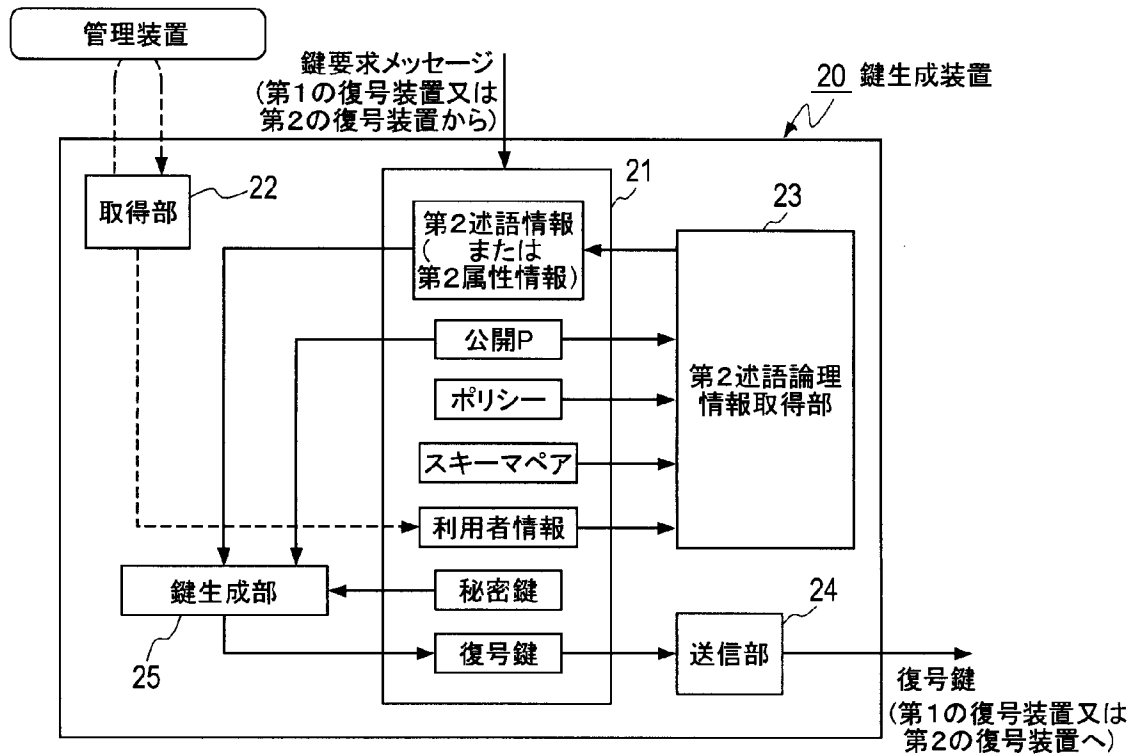 管理装置
鍵要求メッセージ
(第1の復号装置又は
第2の復号装置から)
20 鍵生成装置
22
取得部
21
第2述語情報
( または
第2属性情報)
23
公開P
ポリシー
スキーマペア
利用者情報
第2述語論理
情報取得部
鍵生成部
25
秘密鍵
復号鍵
24
送信部
復号鍵
(第1の復号装置又は
第2の復号装置へ)